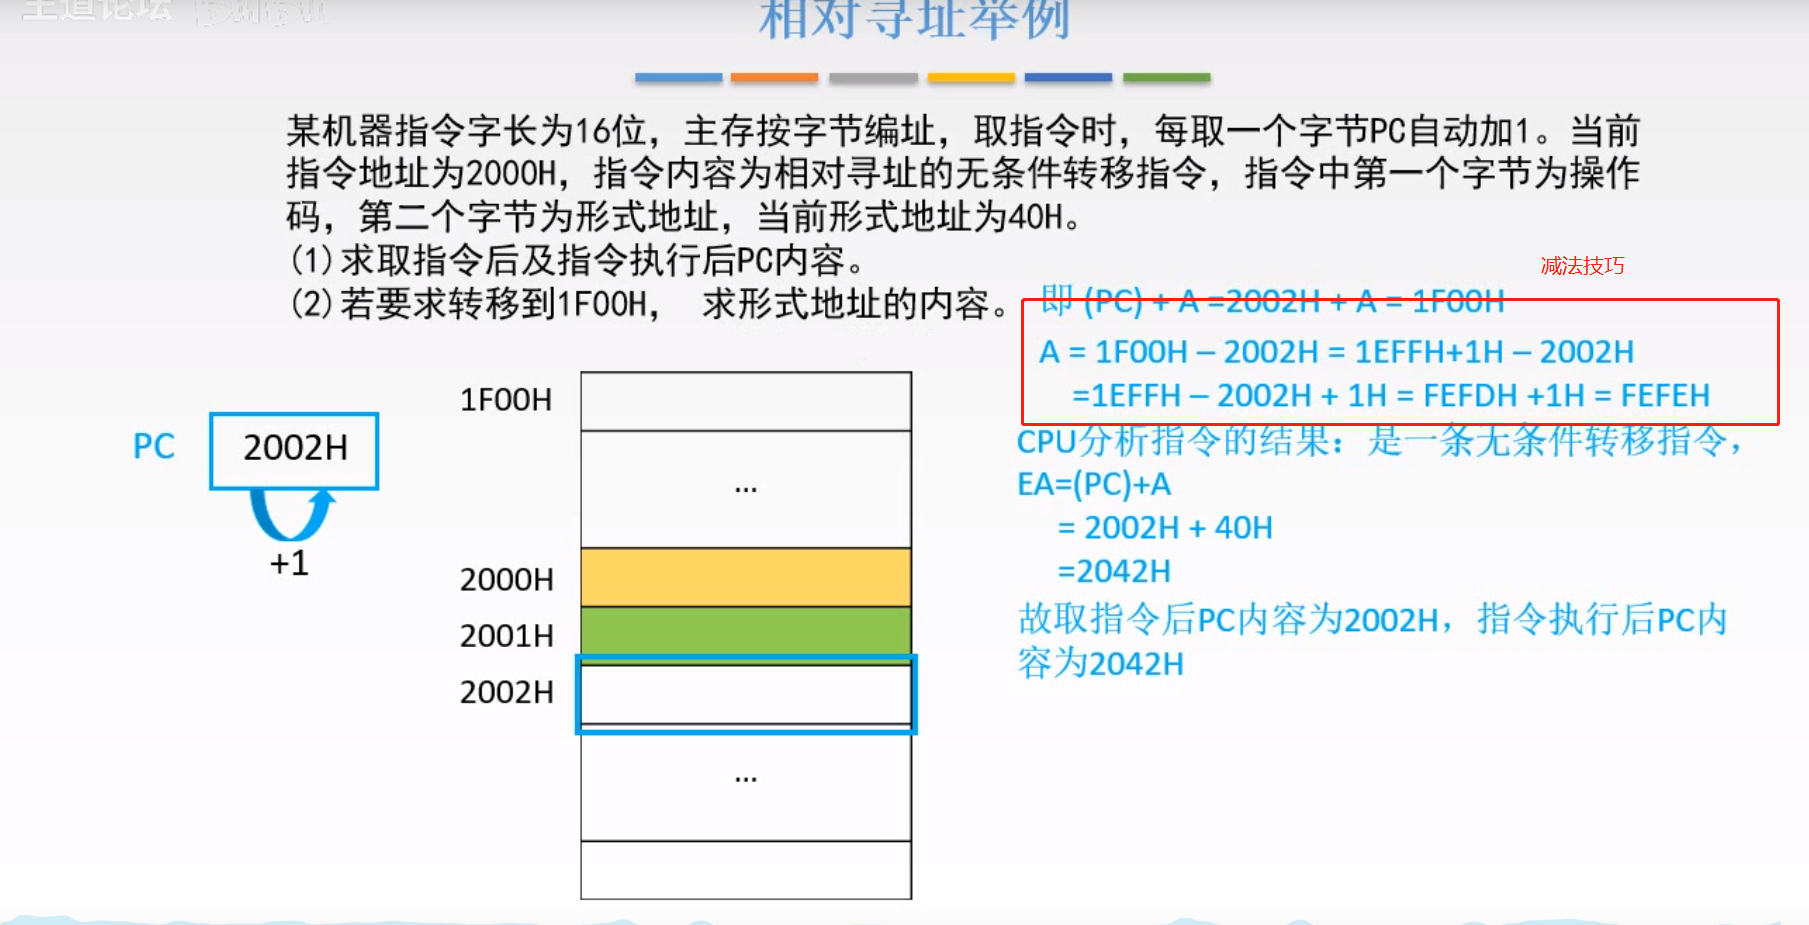 王道论坛 bilibili
相对寻址举例
某机器指令字长为16位，主存按字节编址，取指令时，每取一个字节PC自动加1。当前
指令地址为2000H，指令内容为相对寻址的无条件转移指令，指令中第一个字节为操作
码，第二个字节为形式地址，当前形式地址为40H。
(1)求取指令后及指令执行后PC内容。
(2)若要求转移到1F00H， 求形式地址的内容。
减法技巧
即 (PC) + A =2002H + A = 1F00H
A = 1F00H – 2002H = 1EFFH+1H – 2002H
=1EFFH – 2002H + 1H = FEFDH +1H = FEFEH
CPU分析指令的结果：是一条无条件转移指令，
EA=(PC)+A
= 2002H + 40H
=2042H
故取指令后PC内容为2002H，指令执行后PC内
容为2042H
PC
2002H
+1
1F00H
...
2000H
2001H
2002H
...